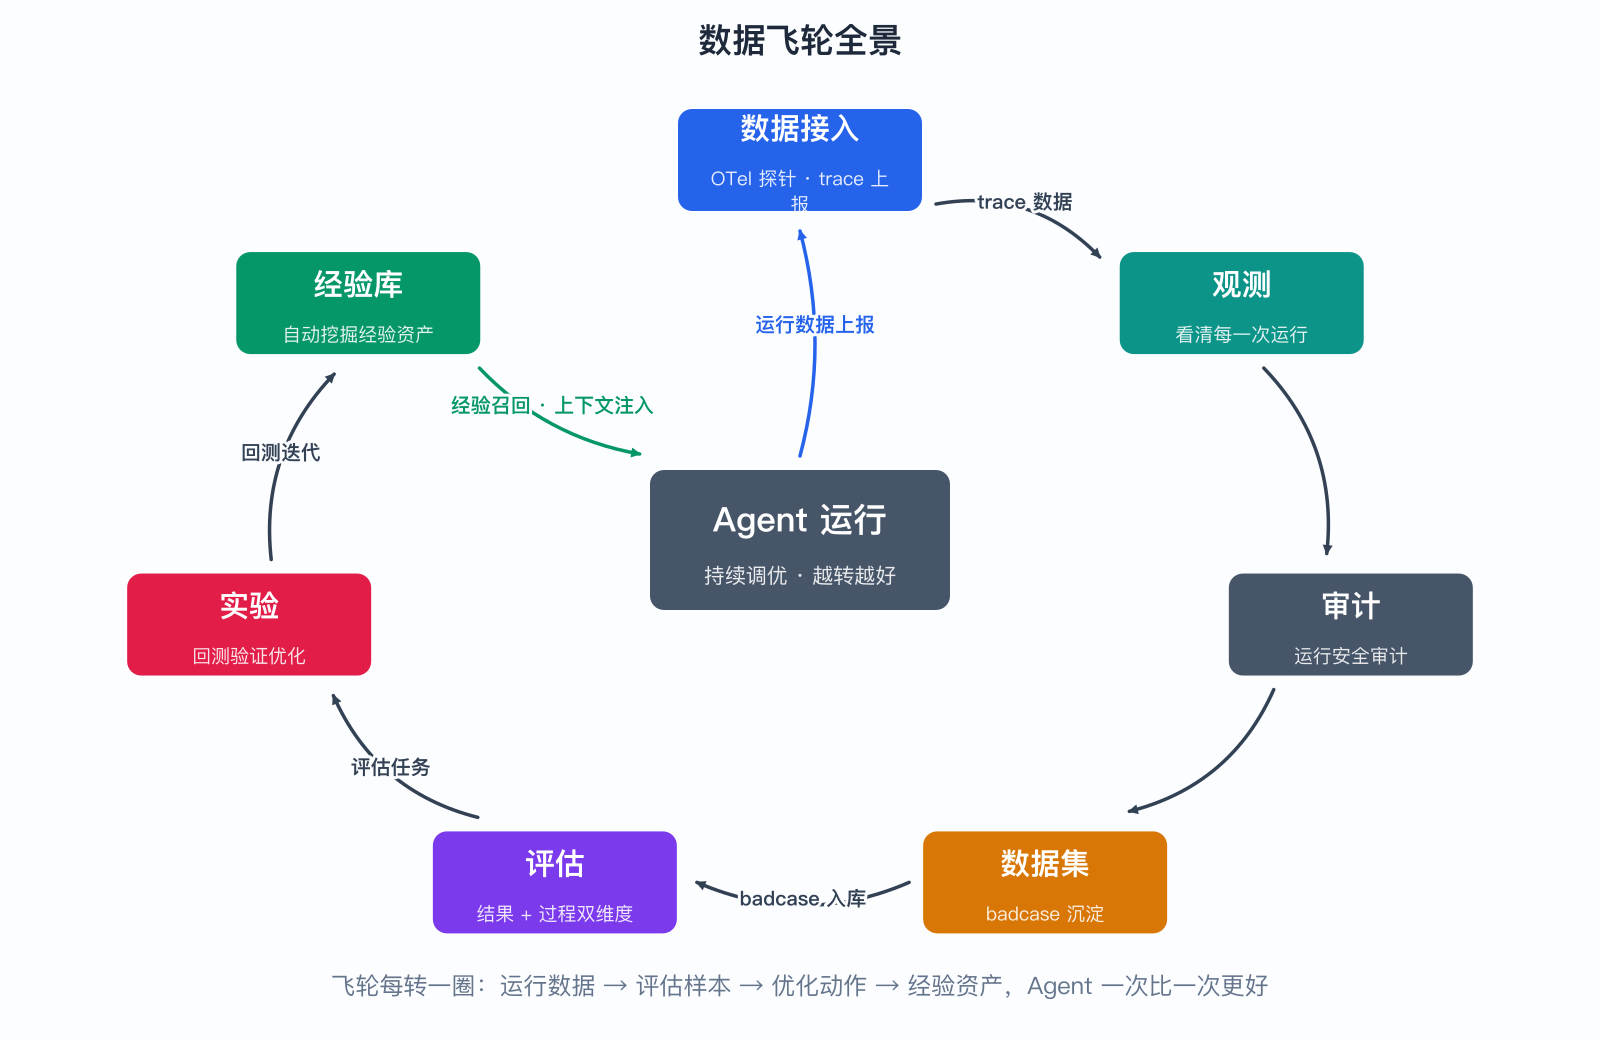 数据飞轮全景
数据接入
OTel 探针 · trace 上
报
trace 数据
经验库
自动挖掘经验资产
观测
看清每一次运行
运行数据上报
经验召回 · 上下文注入
回测迭代
Agent 运行
持续调优 · 越转越好
实验
回测验证优化
审计
运行安全审计
评估任务
评估
结果 + 过程双维度
badcase 入库
数据集
badcase 沉淀
飞轮每转一圈：运行数据 → 评估样本 → 优化动作 → 经验资产，Agent 一次比一次更好